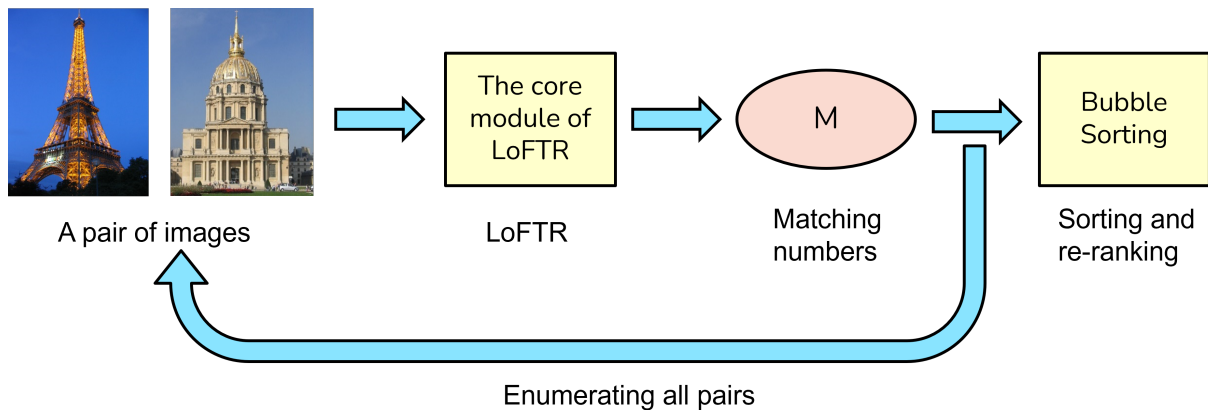 The core
module of
LoFTR
M
Bubble
Sorting
A pair of images
LoFTR
Matching
numbers
Sorting and
re-ranking
Enumerating all pairs